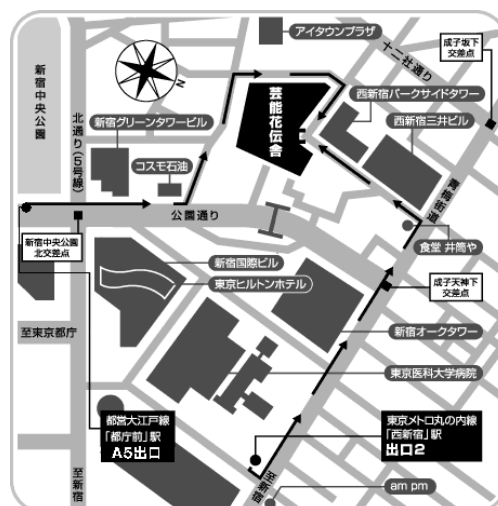 アイタウンプラザ
十二社通り
成子坂下
交差点
新宿中央公園
N
北通り(5号線)
芸能花伝舎
西新宿パークサイドタワー
新宿グリーンタワービル
西新宿三井ビル
コスモ石油
青梅街道
公園通り
食堂 井筒や
新宿中央公園
北交差点
新宿国際ビル
東京ヒルトンホテル
成子天神下
交差点
至東京都庁
新宿オークタワー
東京医科大学病院
都営大江戸線
「都庁前」駅
A5出口
東京メトロ丸の内線
「西新宿」駅
出口2
至新宿
至新宿
am pm